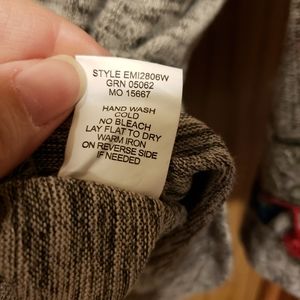 STYLE EMI2806W
GRN 05062
MO 15667
HAND WASH
COLD
NO BLEACH
LAY FLAT TO DRY
WARM IRON
ON REVERSE SIDE
IF NEEDED